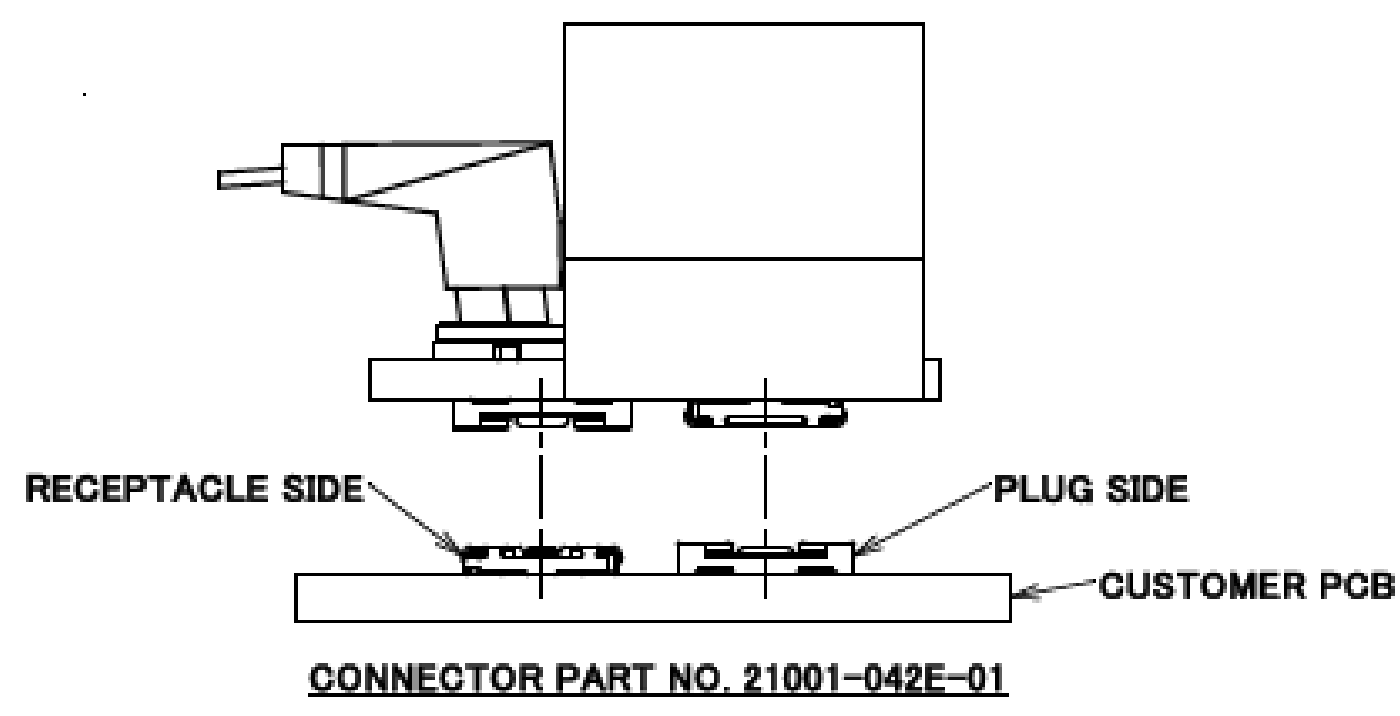 RECEPTACLE SIDE
PLUG SIDE
CUSTOMER PCB
CONNECTOR PART NO. 21001-042E-01